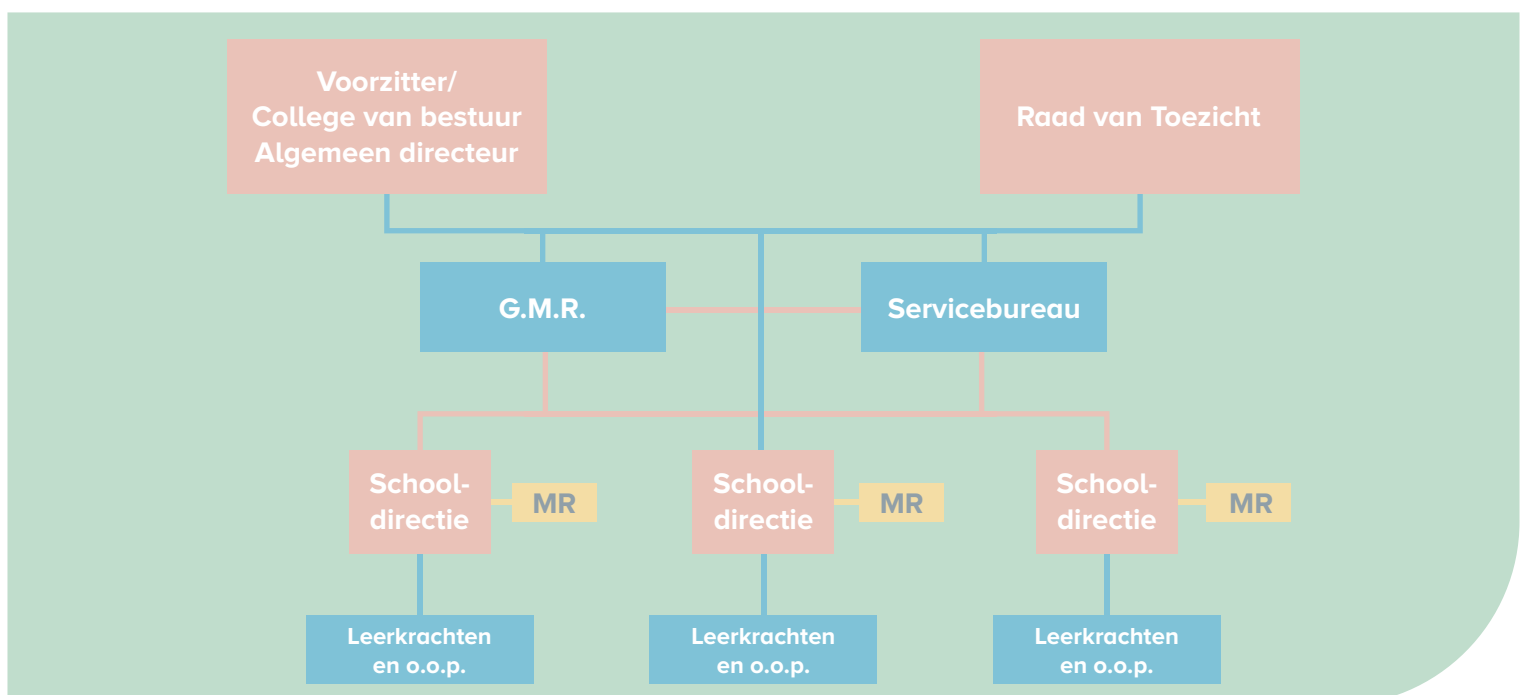 Voorzitter/
College van bestuur
Algemeen directeur
Raad van Toezicht
G.M.R.
Servicebureau
School-
directie
MR
School-
directie
MR
School-
directie
MR
Leerkrachten
en o.o.p.
Leerkrachten
en o.o.p.
Leerkrachten
en o.o.p.